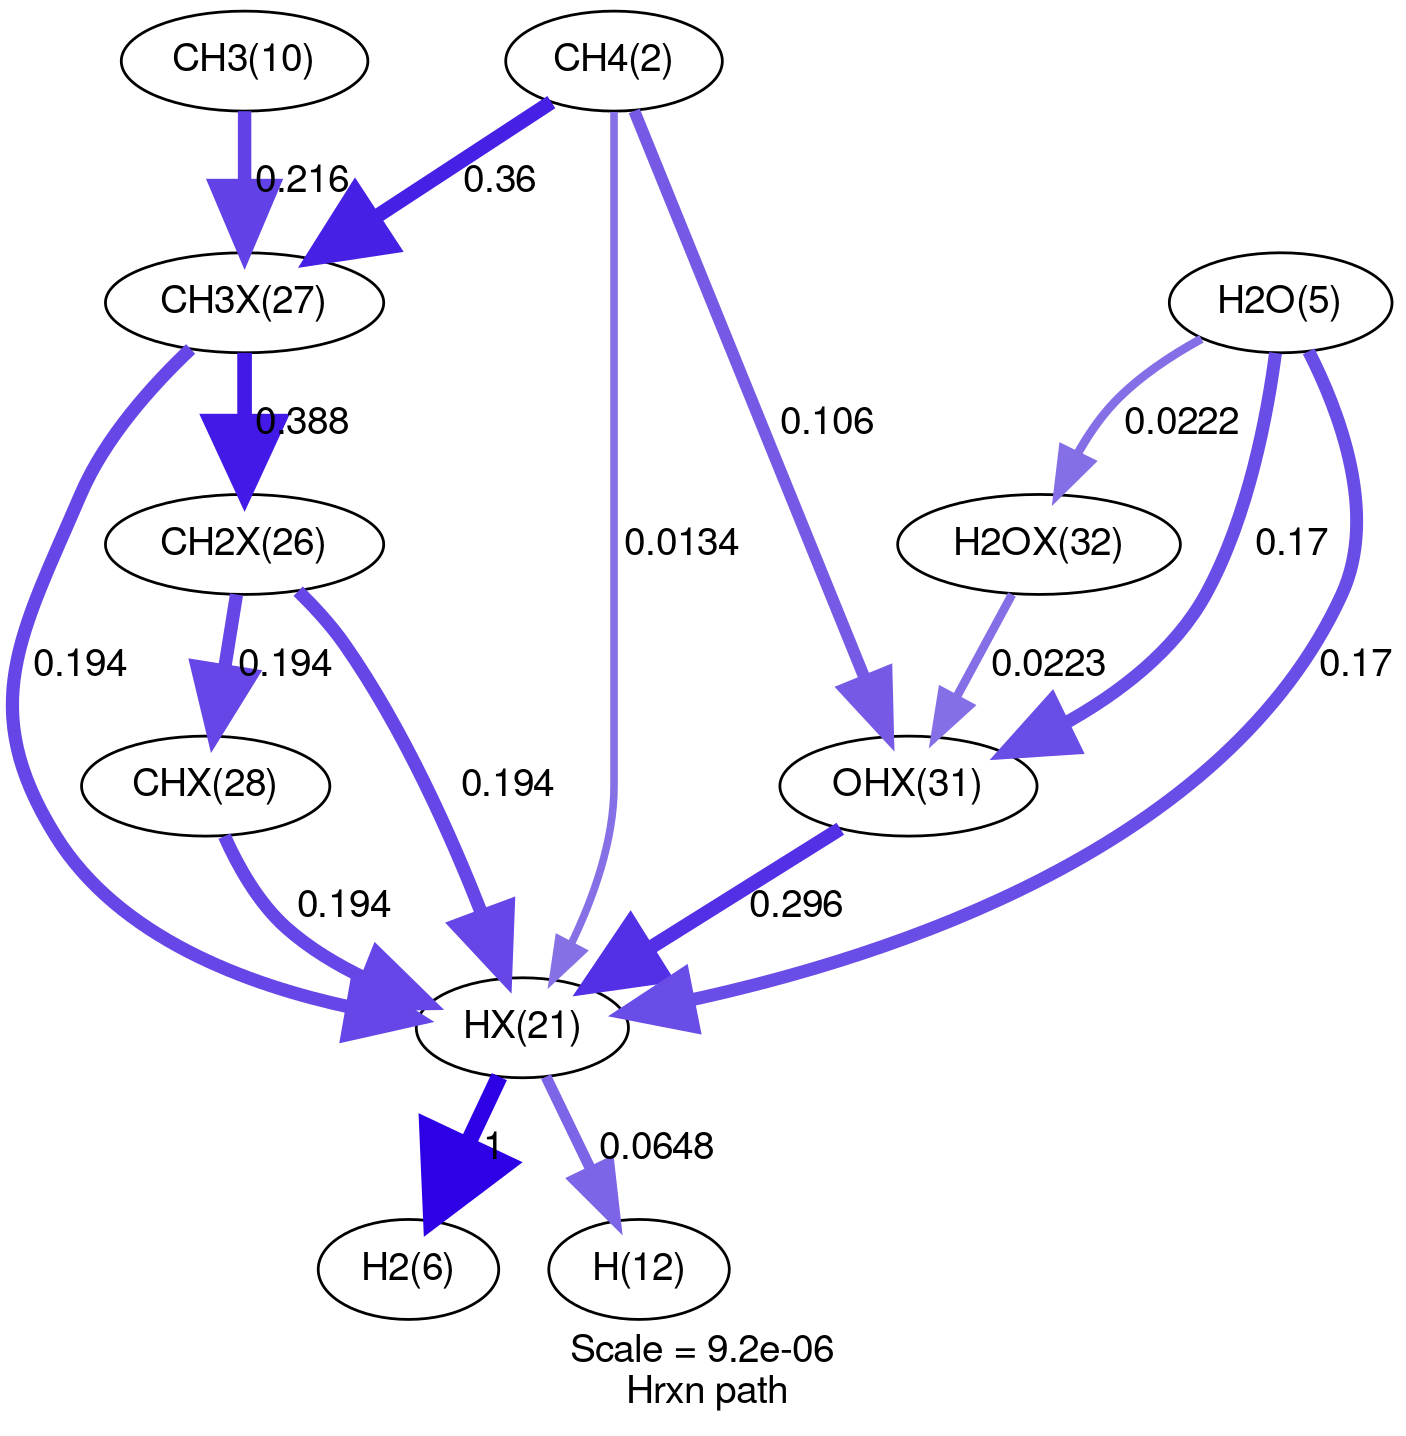 CH3(10)
CH4(2)
0.216
0.36
CH3X(27)
H2O(5)
0.388
0.106
0.0222
CH2X(26)
0.0134
H2OX(32)
0.17
0.194
0.194
0.0223
0.17
CHX(28)
0.194
OHX(31)
0.194
0.296
HX(21)
1
0.0648
H2(6)
H(12)
Scale = 9.2e-06
Hrxn path